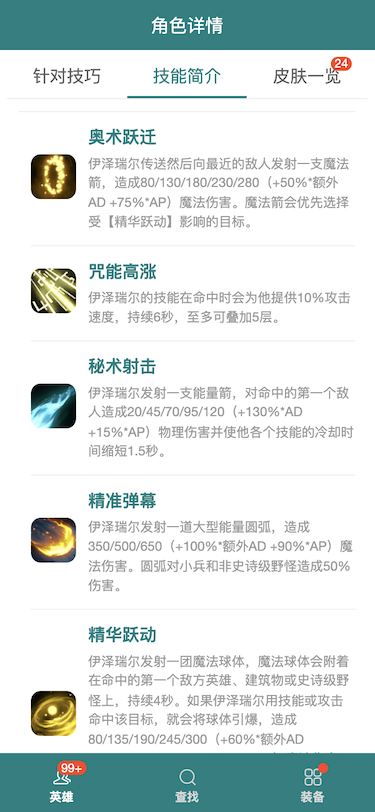 角色详情
针对技巧
技能简介
皮肤一览
24
奥术跃迁
伊泽瑞尔传送然后向最近的敌人发射一支魔法
箭，造成80/130/180/230/280（+50%*额外
AD +75%*AP）魔法伤害。魔法箭会优先选择
受【精华跃动】影响的目标。
咒能高涨
伊泽瑞尔的技能在命中时会为他提供10%攻击
速度，持续6秒，至多可叠加5层。
秘术射击
伊泽瑞尔发射一支能量箭，对命中的第一个敌
人造成20/45/70/95/120（+130%*AD
+15%*AP）物理伤害并使他各个技能的冷却时
间缩短1.5秒。
精准弹幕
伊泽瑞尔发射一道大型能量圆弧，造成
350/500/650（+100%*额外AD +90%*AP）魔
法伤害。圆弧对小兵和非史诗级野怪造成50%
伤害。
精华跃动
伊泽瑞尔发射一团魔法球体，魔法球体会附着
在命中的第一个敌方英雄、建筑物或史诗级野
怪上，持续4秒。如果伊泽瑞尔用技能或攻击
命中该目标，就会将球体引爆，造成
80/135/190/245/300（+60%*额外AD
99+
英雄
查找
装备